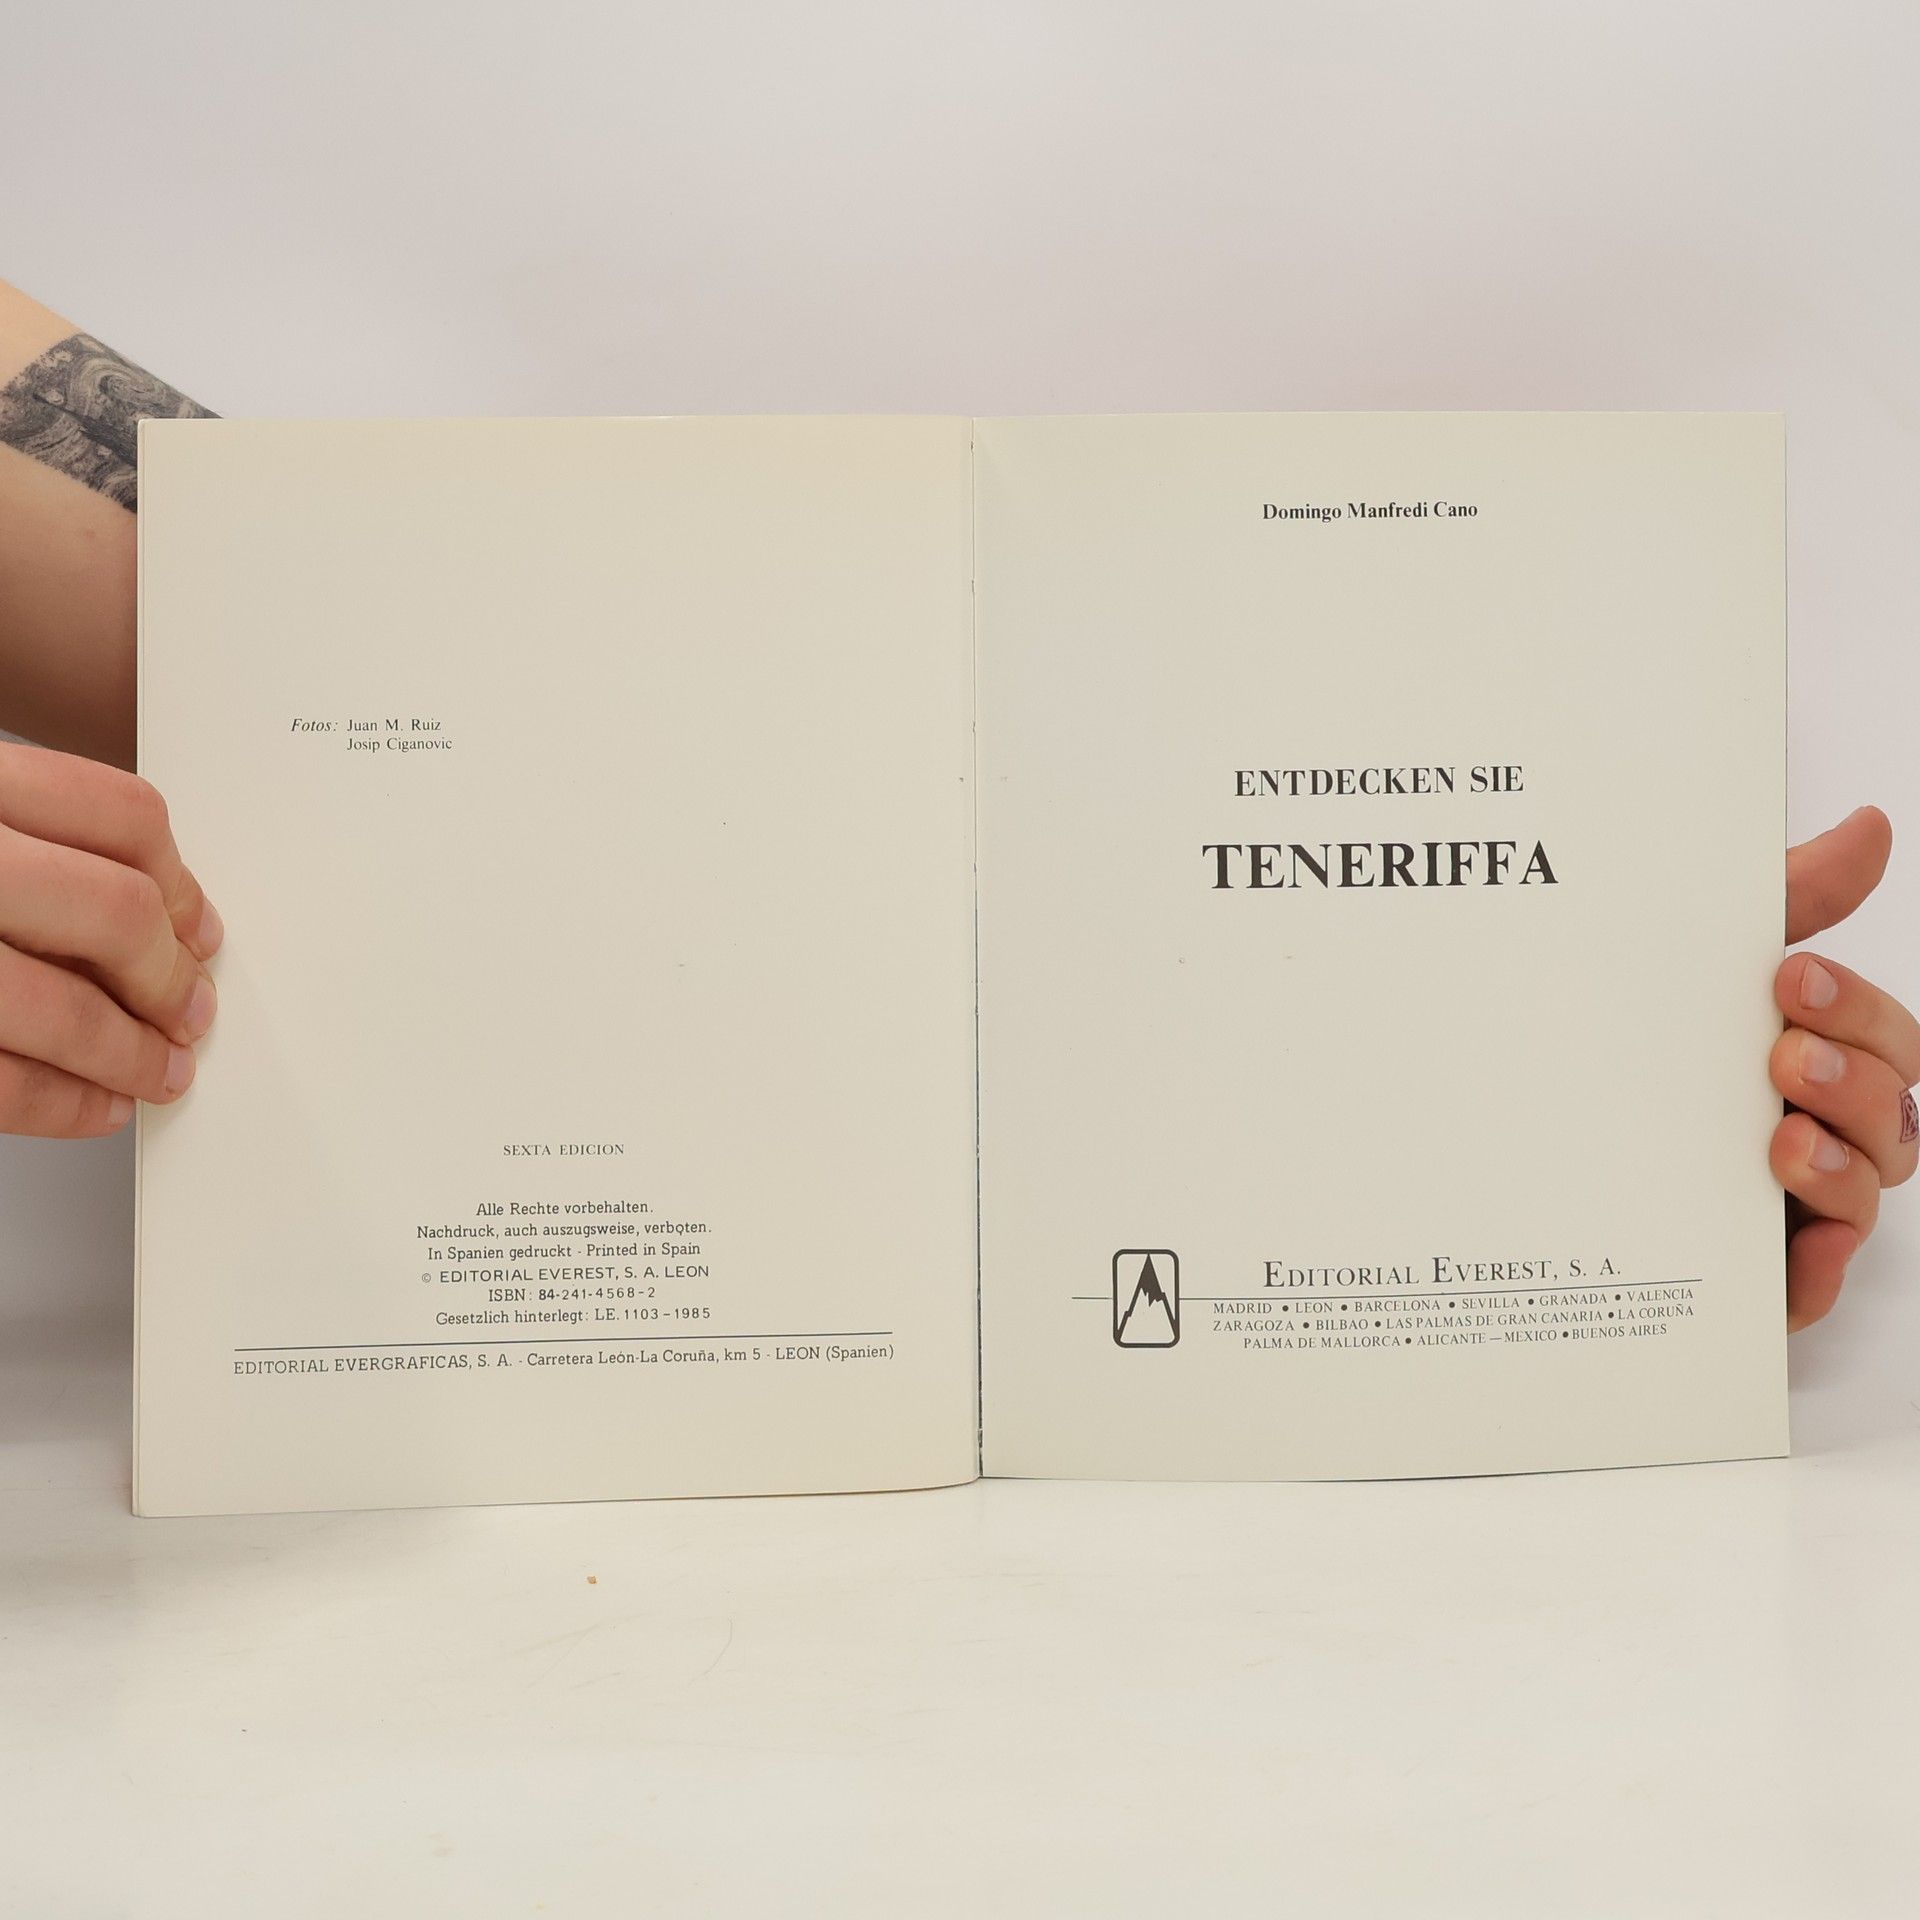 Fotos: Juan M. Ruiz
Josip Ciganovic
SEXTA EDICION
Alle Rechte vorbehalten.
Nachdruck, auch auszugsweise, verboten.
In Spanien gedruckt - Printed in Spain
© EDITORIAL EVEREST, S. A. LEON
ISBN: 84-241-4568-2
Gesetzlich hinterlegt: LE. 1103-1985
EDITORIAL EVERGRAFICAS, S. A. - Carretera León-La Coruña, km 5 - LEON (Spanien)
Domingo Manfredi Cano
ENTDECKEN SIE
TENERIFFA
EDITORIAL EVEREST, S. A.
MADRID • LEON • BARCELONA • SEVILLA • GRANADA • VALENCIA
ZARAGOZA • BILBAO • LAS PALMAS DE GRAN CANARIA • LA CORUÑA
PALMA DE MALLORCA • ALICANTE — MEXICO • BUENOS AIRES